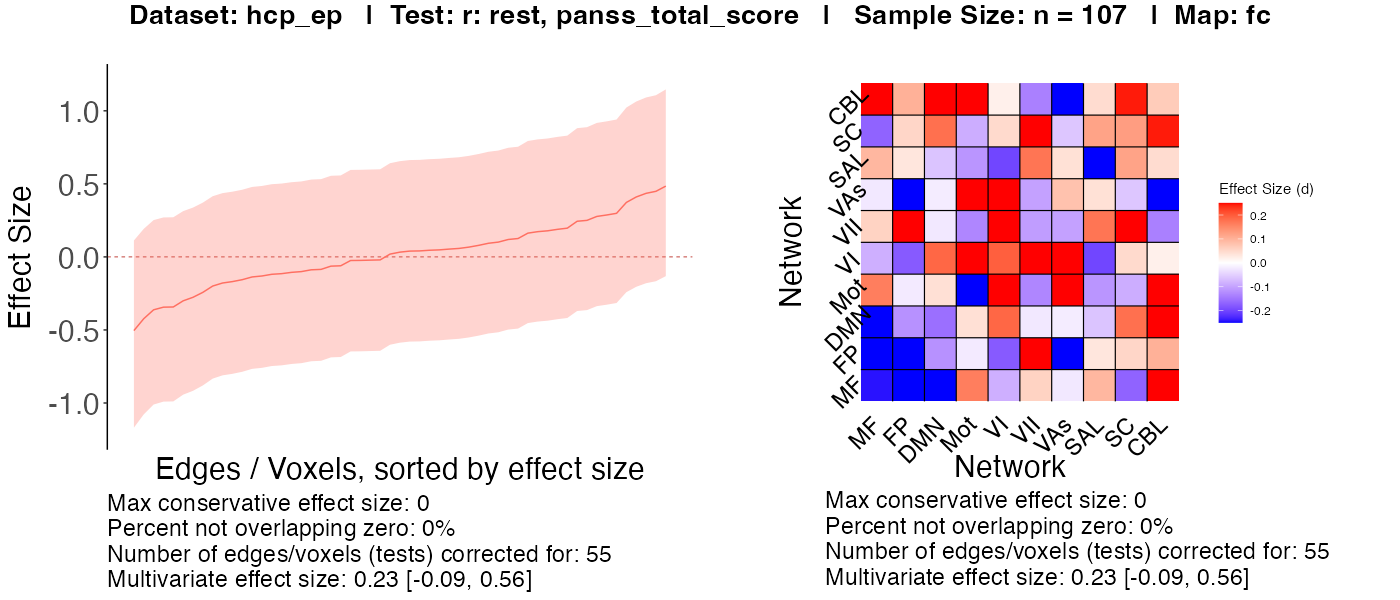 Dataset: hcp_ep | Test: r: rest, panss_total_score | Sample Size: n = 107 | Map: fc
Effect Size
1.0
0.5
0.0
-0.5
-1.0
Edges / Voxels, sorted by effect size
Max conservative effect size: 0
Percent not overlapping zero: 0%
Number of edges/voxels (tests) corrected for: 55
Multivariate effect size: 0.23 [-0.09, 0.56]
Network
CBL
SC
SAL
VAs
VII
VI
Mot
DMN
FP
MF
MF FP DMN Mot VI VII VAs SAL SC CBL
Network
Effect Size (d)
0.2
0.1
0.0
-0.1
-0.2
Max conservative effect size: 0
Percent not overlapping zero: 0%
Number of edges/voxels (tests) corrected for: 55
Multivariate effect size: 0.23 [-0.09, 0.56]